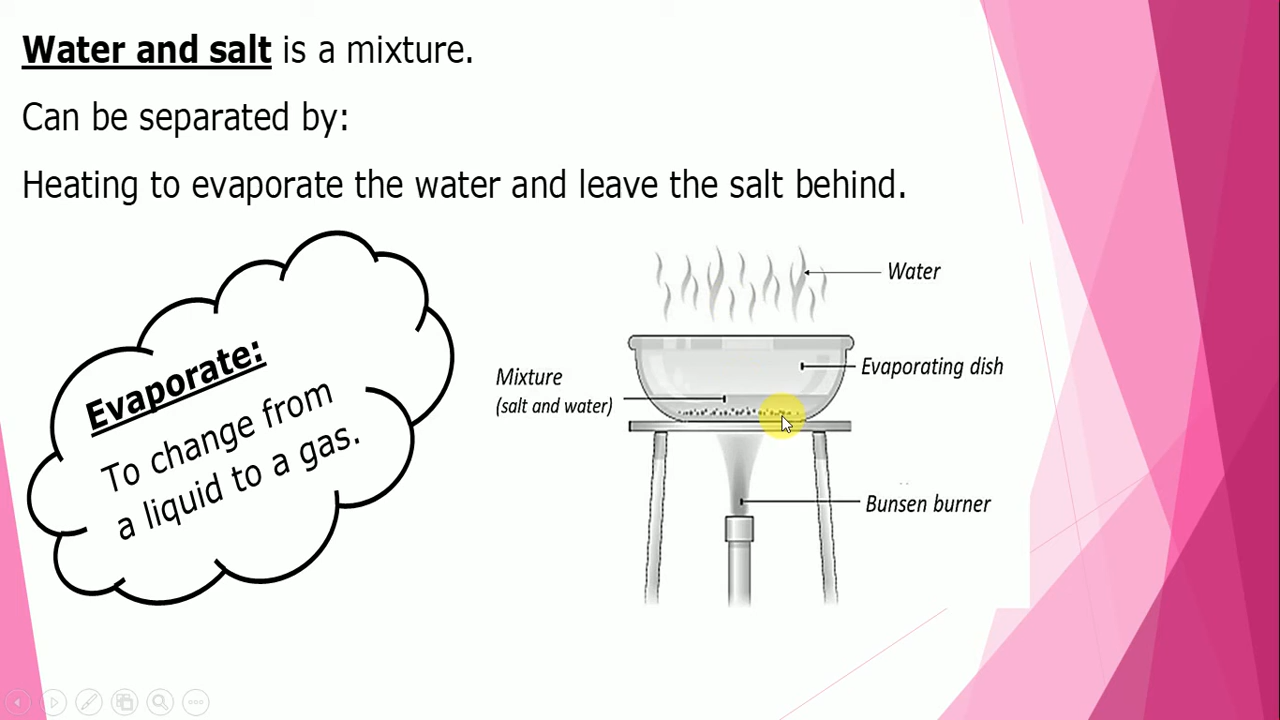 Water and salt is a mixture.
Can be separated by:
Heating to evaporate the water and leave the salt behind.
Evaporate:
To change from
a liquid to a gas.
Water
Evaporating dish
Mixture
(salt and water)
Bunsen burner